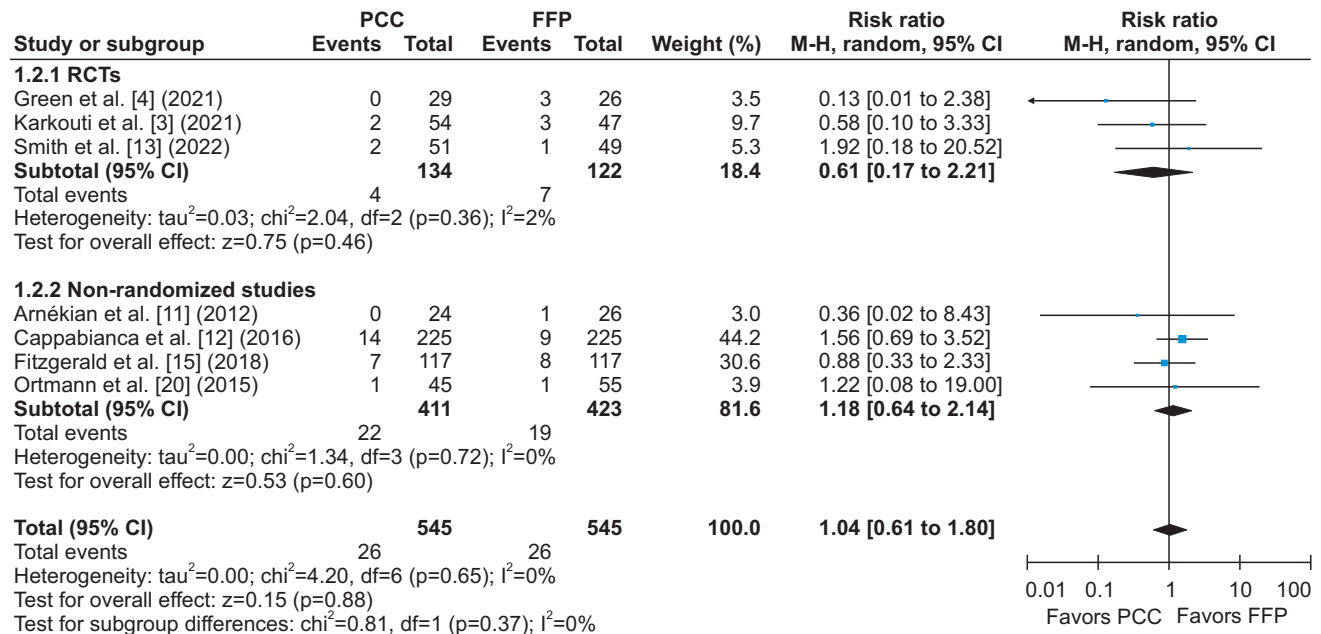 PCC FFP Risk ratio Risk ratio
Study or subgroup Events Total Events Total Weight (%) M-H, random, 95% CI M-H, random, 95% CI
1.2.1 RCTs
Green et al. [4] (2021) 0 29 3 26 3.5 0.13 [0.01 to 2.38]
Karkouti et al. [3] (2021) 2 54 3 47 9.7 0.58 [0.10 to 3.33]
Smith et al. [13] (2022) 2 51 1 49 5.3 1.92 [0.18 to 20.52]
Subtotal (95% CI) 134 122 18.4 0.61 [0.17 to 2.21]
Total events 4 7
Heterogeneity: tau²=0.03; chi²=2.04, df=2 (p=0.36); I²=2%
Test for overall effect: z=0.75 (p=0.46)
1.2.2 Non-randomized studies
Arnékian et al. [11] (2012) 0 24 1 26 3.0 0.36 [0.02 to 8.43]
Cappabianca et al. [12] (2016) 14 225 9 225 44.2 1.56 [0.69 to 3.52]
Fitzgerald et al. [15] (2018) 7 117 8 117 30.6 0.88 [0.33 to 2.33]
Ortmann et al. [20] (2015) 1 45 1 55 3.9 1.22 [0.08 to 19.00]
Subtotal (95% CI) 411 423 81.6 1.18 [0.64 to 2.14]
Total events 22 19
Heterogeneity: tau²=0.00; chi²=1.34, df=3 (p=0.72); I²=0%
Test for overall effect: z=0.53 (p=0.60)
Total (95% CI) 545 545 100.0 1.04 [0.61 to 1.80]
Total events 26 26
Heterogeneity: tau²=0.00; chi²=4.20, df=6 (p=0.65); I²=0%
Test for overall effect: z=0.15 (p=0.88)
Test for subgroup differences: chi²=0.81, df=1 (p=0.37); I²=0%
0.01 0.1 1 10 100
Favors PCC Favors FFP